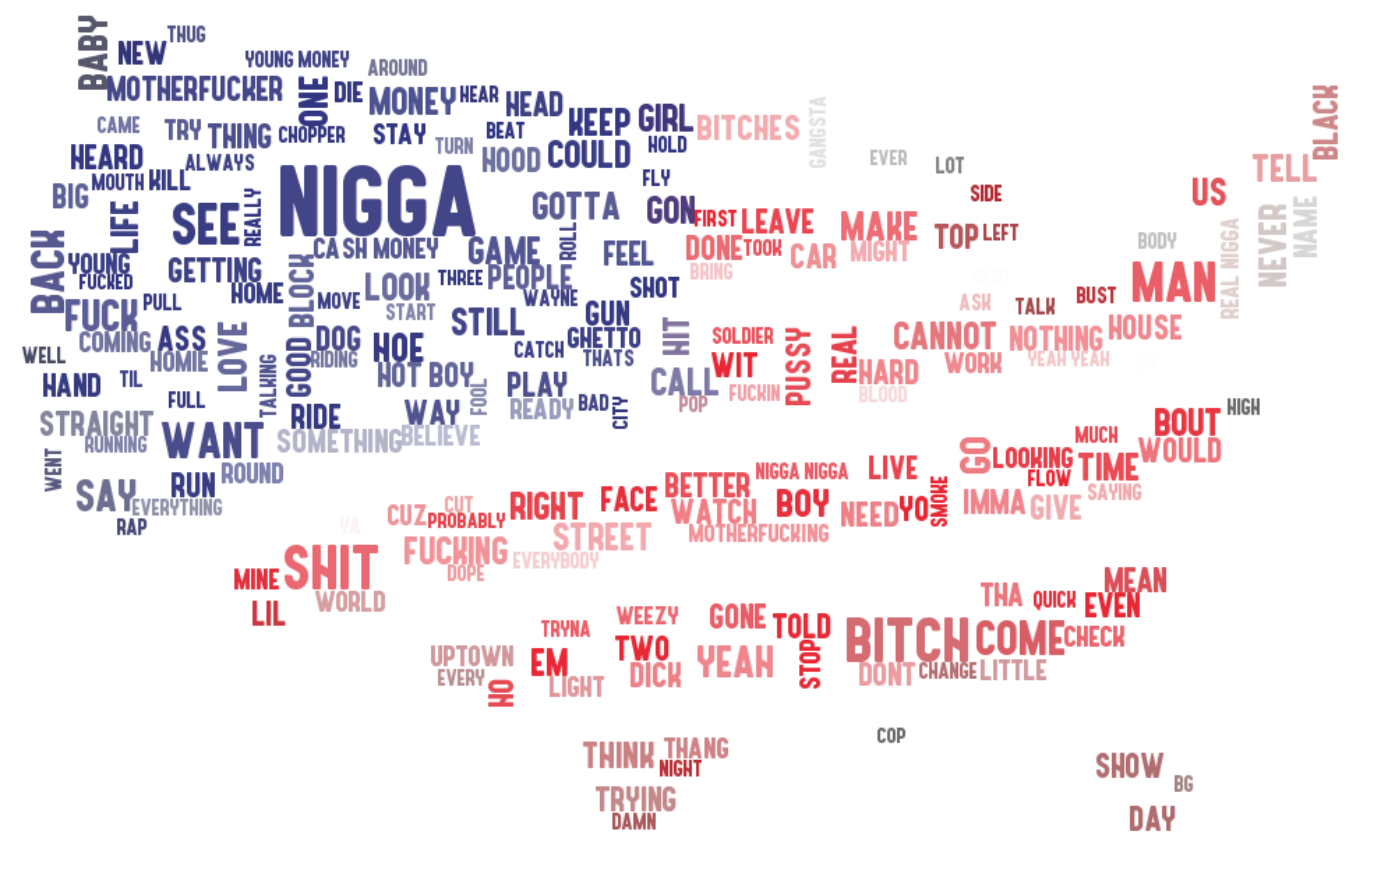 BABY
THUG
NEW
YOUNG MONEY
AROUND
MOTHERFUCKER
ONE
DIE
MONEY
HEAR
HEAD
KEEP
GIRL
BITCHES
GANGSTA
BLACK
CAME
TRY
THING
CHOPPER
STAY
TURN
BEAT
HOLD
HEARD
ALWAYS
HOOD
COULD
EVER
LOT
TELL
BIG
MOUTH
KILL
NIGGA
FLY
SIDE
US
LIFE
SEE
REALLY
GOTTA
GON
FIRST
LEAVE
MAKE
TOP
LEFT
NEVER
NAME
BACK
YOUNG
FUCKED
GETTING
CASH MONEY
GAME
ROLL
FEEL
DONE
TOOK
CAR
MIGHT
BODY
REAL NIGGA
HOME
BLOCK
LOOK
THREE
PEOPLE
BRING
MAN
FUCK
PULL
MOVE
START
WAYNE
SHOT
ASK
TALK
BUST
COMING
ASS
STILL
GUN
HIT
SOLDIER
CANNOT
NOTHING
HOUSE
WELL
HOMIE
LOVE
GOOD
DOG
RIDING
HOE
CATCH
GHETTO
THATS
WIT
PUSSY
REAL
HARD
WORK
YEAH YEAH
HAND
TIL
TALKING
HOT BOY
FOOL
PLAY
CALL
FUCKIN
BLOOD
FULL
READY
BAD
CITY
POP
STRAIGHT
RUNNING
WANT
RIDE
WAY
SOMETHING
BELIEVE
BOUT
HIGH
WENT
MUCH
WOULD
SAY
RUN
ROUND
NIGGA NIGGA
LIVE
GO
LOOKING
TIME
FLOW
EVERYTHING
CUT
RIGHT
FACE
BETTER
BOY
SMOKE
SAYING
RAP
YA
CUZ
PROBABLY
WATCH
NEED
YO
IMMA
GIVE
STREET
MOTHERFUCKING
SHIT
FUCKING
EVERYBODY
MINE
DOPE
MEAN
LIL
WORLD
THA
QUICK
EVEN
TRYNA
WEEZY
GONE
TOLD
BITCH
COME
CHECK
UPTOWN
EM
TWO
YEAH
STOP
EVERY
HO
LIGHT
DICK
DONT
CHANGE
LITTLE
COP
THINK
THANG
NIGHT
SHOW
BG
TRYING
DAMN
DAY